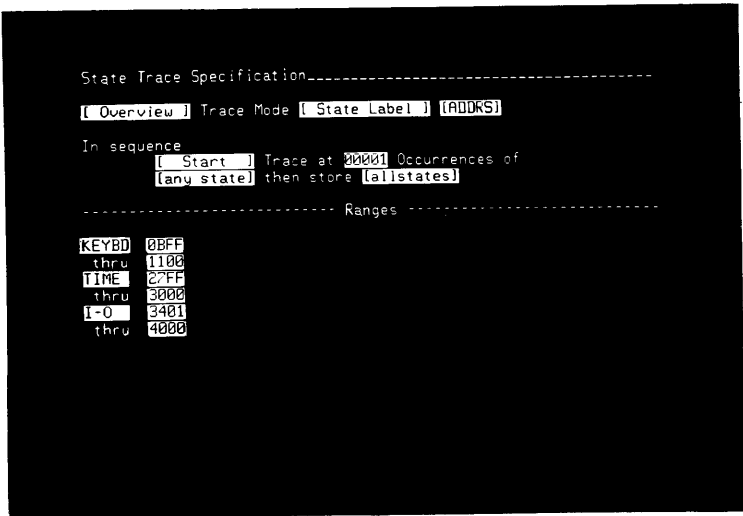 State Trace Specification
[ Overview ] Trace Mode [ State Label ] [ADDRS]
In sequence
[ Start ] Trace at 00001 Occurrences of
[any state] then store [allstates]
Ranges
KEYBD 0BFF
thru 1100
TIME 27FF
thru 3000
I-O 3401
thru 4000